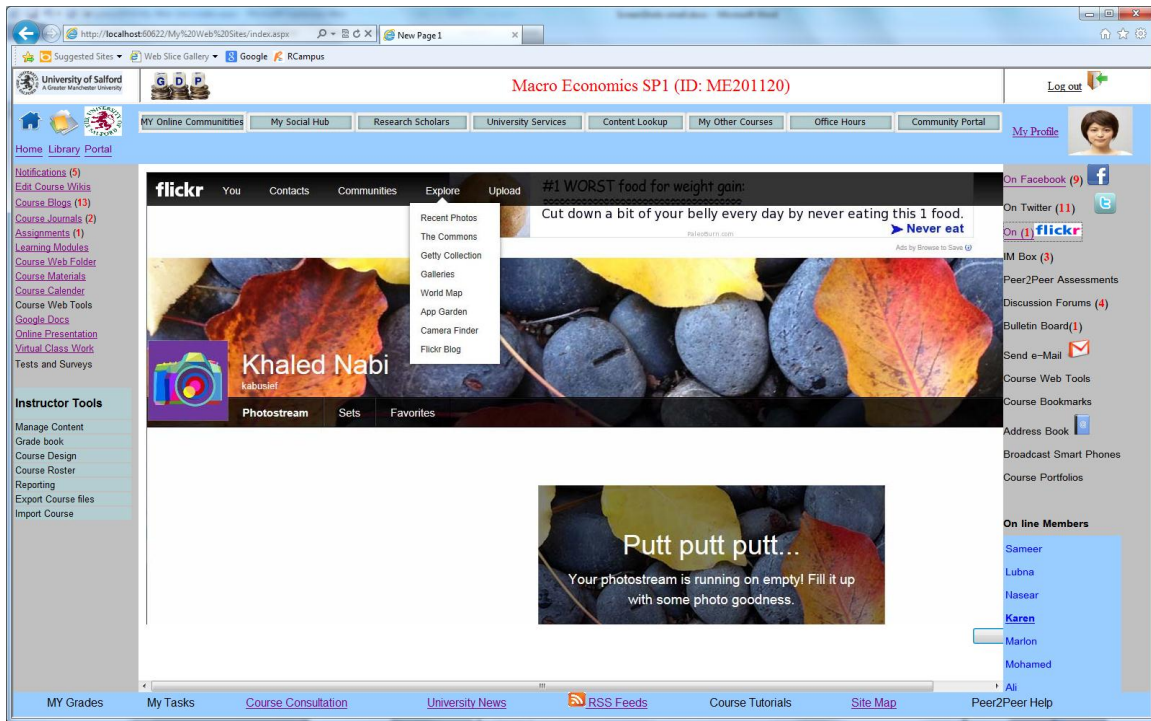 http://localhost:60622/My%20Web%20Sites/index.aspx
New Page 1
Suggested Sites
Web Slice Gallery
Google
RCampus
University of Salford
A Greater Manchester University
G D P
Macro Economics SP1 (ID: ME201120)
Log out
MY Online Communitities
My Social Hub
Research Scholars
University Services
Content Lookup
My Other Courses
Office Hours
Community Portal
My Profile
Home Library Portal
Notifications (5)
Edit Course Wikis
Course Blogs (13)
Course Journals (2)
Assignments (1)
Learning Modules
Course Web Folder
Course Materials
Course Calender
Course Web Tools
Google Docs
Online Presentation
Virtual Class Work
Tests and Surveys
Instructor Tools
Manage Content
Grade book
Course Design
Course Roster
Reporting
Export Course files
Import Course
flickr
You
Contacts
Communities
Explore
Upload
Recent Photos
The Commons
Getty Collection
Galleries
World Map
App Garden
Camera Finder
Flickr Blog
#1 WORST food for weight gain:
Cut down a bit of your belly every day by never eating this 1 food.
Never eat
Ads by Browse to Save
Khaled Nabi
kabusief
Photostream
Sets
Favorites
Putt putt putt...
Your photostream is running on empty! Fill it up
with some photo goodness.
On Facebook (9)
On Twitter (11)
On (1) flickr
IM Box (3)
Peer2Peer Assessments
Discussion Forums (4)
Bulletin Board(1)
Send e-Mail
Course Web Tools
Course Bookmarks
Address Book
Broadcast Smart Phones
Course Portfolios
On line Members
Sameer
Lubna
Nasear
Karen
Marlon
Mohamed
Ali
MY Grades
My Tasks
Course Consultation
University News
RSS Feeds
Course Tutorials
Site Map
Peer2Peer Help